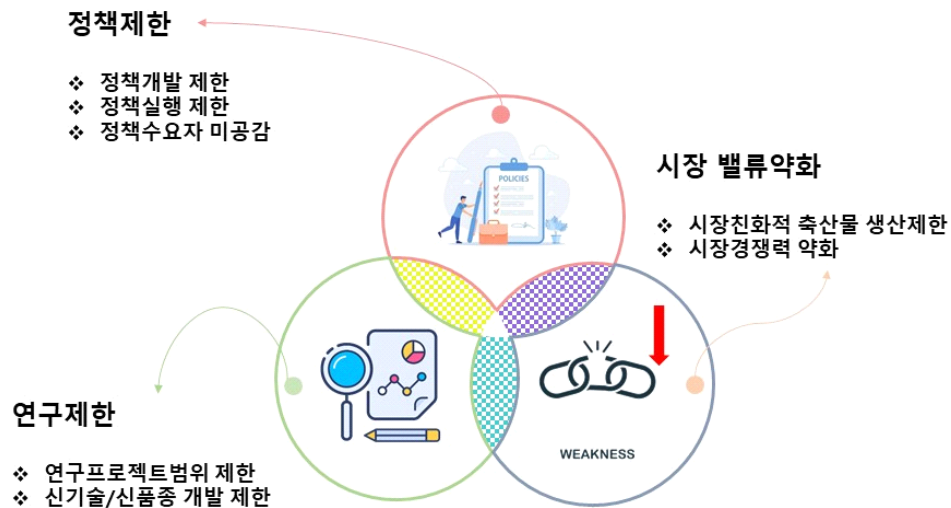 정책제한
❖ 정책개발 제한
❖ 정책실행 제한
❖ 정책수요자 미공감
POLICIES
시장 밸류약화
❖ 시장친화적 축산물 생산제한
❖ 시장경쟁력 약화
WEAKNESS
연구제한
❖ 연구프로젝트범위 제한
❖ 신기술/신품종 개발 제한